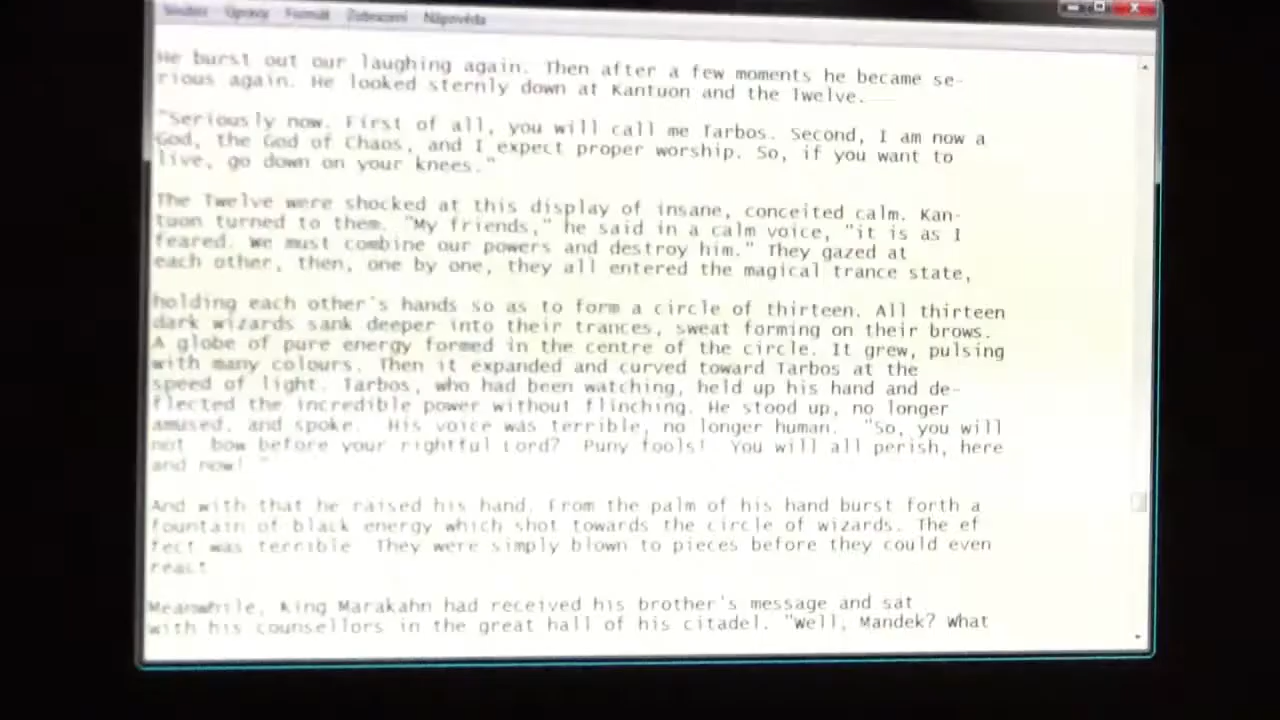 Soubor Úpravy Formát Zobrazení Nápověda
He burst out our laughing again. Then after a few moments he became se-
rious again. He looked sternly down at Kantuon and the Twelve.
"Seriously now. First of all, you will call me Tarbos. Second, I am now a
God, the God of Chaos, and I expect proper worship. So, if you want to
live, go down on your knees."
The Twelve were shocked at this display of insane, conceited calm. Kan-
tuon turned to them. "My friends," he said in a calm voice, "it is as I
feared. We must combine our powers and destroy him." They gazed at
each other, then, one by one, they all entered the magical trance state,
holding each other's hands so as to form a circle of thirteen. All thirteen
dark wizards sank deeper into their trances, sweat forming on their brows.
A globe of pure energy formed in the centre of the circle. It grew, pulsing
with many colours. Then it expanded and curved toward Tarbos at the
speed of light. Tarbos, who had been watching, held up his hand and de-
flected the incredible power without flinching. He stood up, no longer
amused, and spoke. His voice was terrible, no longer human. "So, you will
not bow before your rightful Lord? Puny fools! You will all perish, here
and now! "
And with that he raised his hand. From the palm of his hand burst forth a
fountain of black energy which shot towards the circle of wizards. The ef
fect was terrible They were simply blown to pieces before they could even
react
Meanwhile, King Marakahn had received his brother's message and sat
with his counsellors in the great hall of his citadel. "Well, Mandek? What